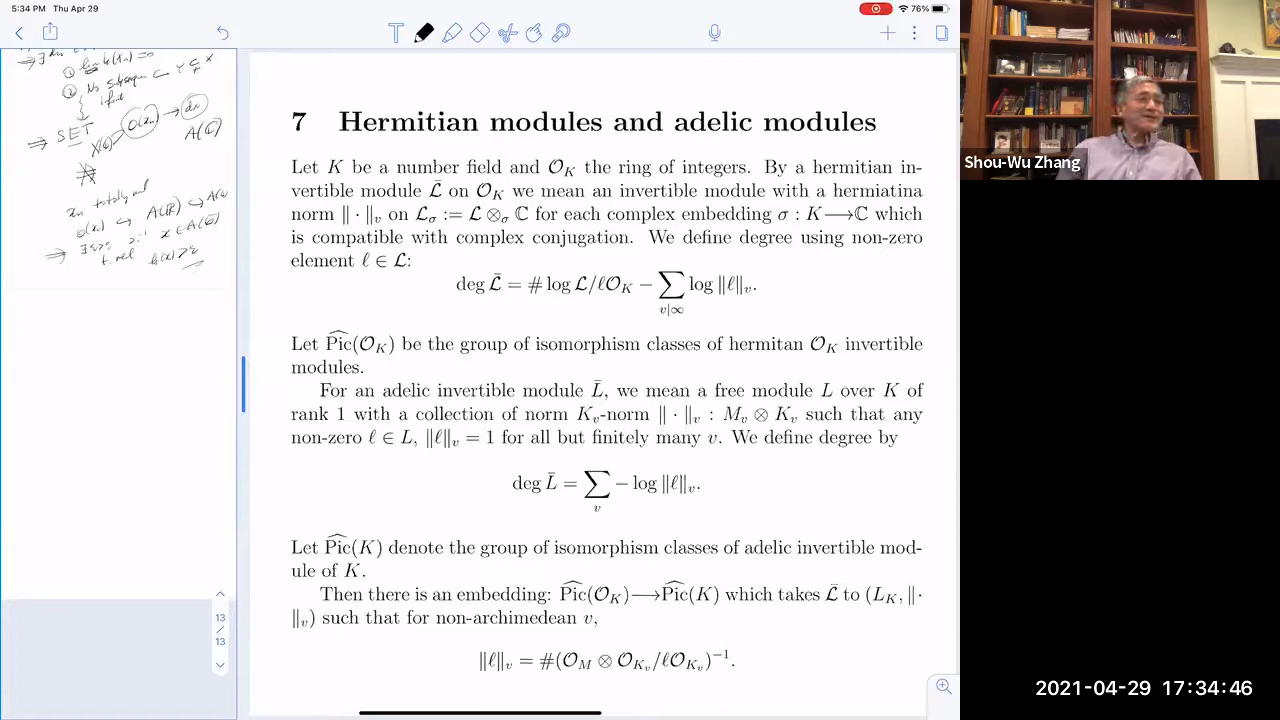 5:34 PM Thu Apr 29
76%
7 Hermitian modules and adelic modules
Let K be a number field and 𝒪_K the ring of integers. By a hermitian in-
vertible module ℒ̄ on 𝒪_K we mean an invertible module with a hermiatina
norm ‖ · ‖_v on ℒ_σ := ℒ ⊗_σ ℂ for each complex embedding σ : K ⟶ ℂ which
is compatible with complex conjugation. We define degree using non-zero
element ℓ ∈ ℒ:
deg ℒ̄ = # log ℒ/ℓ𝒪_K − ∑_{v|∞} log ‖ℓ‖_v.
Let P̂ic(𝒪_K) be the group of isomorphism classes of hermitan 𝒪_K invertible
modules.
For an adelic invertible module L̄, we mean a free module L over K of
rank 1 with a collection of norm K_v-norm ‖ · ‖_v : M_v ⊗ K_v such that any
non-zero ℓ ∈ L, ‖ℓ‖_v = 1 for all but finitely many v. We define degree by
deg L̄ = ∑_v − log ‖ℓ‖_v.
Let P̂ic(K) denote the group of isomorphism classes of adelic invertible mod-
ule of K.
Then there is an embedding: P̂ic(𝒪_K) ⟶ P̂ic(K) which takes ℒ̄ to (L_K, ‖ ·
‖_v) such that for non-archimedean v,
‖ℓ‖_v = #(𝒪_M ⊗ 𝒪_{K_v}/ℓ𝒪_{K_v})^{−1}.
13
/
13
Shou-Wu Zhang
2021-04-29 17:34:46